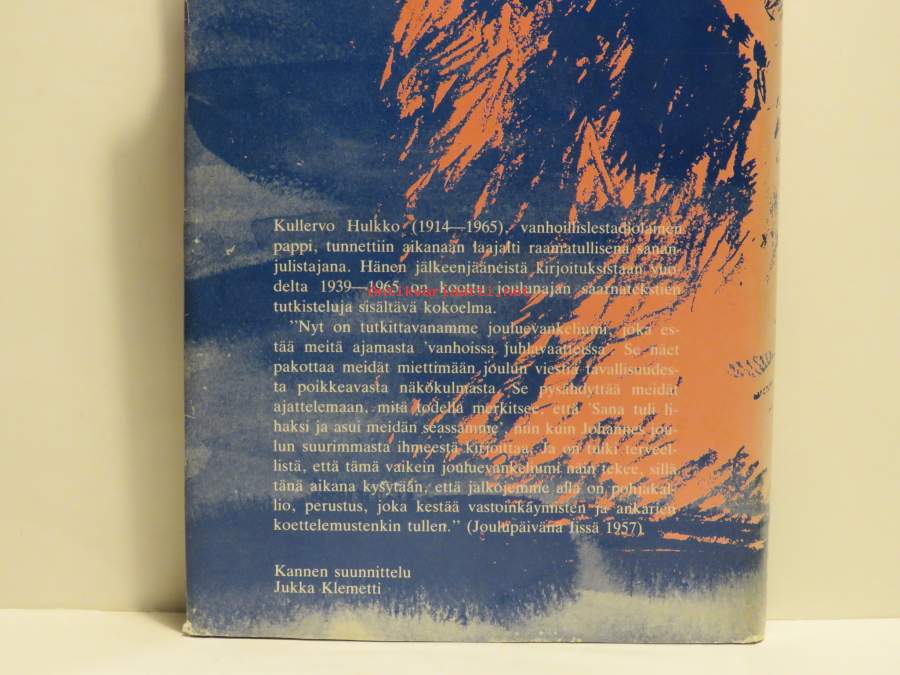 Kullervo Hulkko (1914—1965), vanhoillislestadiolainen
pappi, tunnettiin aikanaan laajalti raamatullisena sanan-
julistajana. Hänen jälkeenjääneistä kirjoituksistaan vuo-
delta 1939—1965 on koottu joulunajan saarnatekstien
tutkisteluja sisältävä kokoelma.
"Nyt on tutkittavanamme jouluevankeliumi, joka es-
tää meitä ajamasta 'vanhoissa juhlavaatteissa'. Se näet
pakottaa meidät miettimään joulun viestiä tavallisuudes-
ta poikkeavasta näkökulmasta. Se pysähdyttää meidät
ajattelemaan, mitä todella merkitsee, että 'Sana tuli li-
haksi ja asui meidän seassamme', niin kuin Johannes jou-
lun suurimmasta ihmeestä kirjoittaa. Ja on tuiki terveel-
listä, että tämä vaikein jouluevankeliumi näin tekee, sillä
tänä aikana kysytään, että jalkojemme alla on pohjakal-
lio, perustus, joka kestää vastoinkäymisten ja ankarien
koettelemustenkin tullen." (Joulupäivänä Iissä 1957).
Kannen suunnittelu
Jukka Klemetti